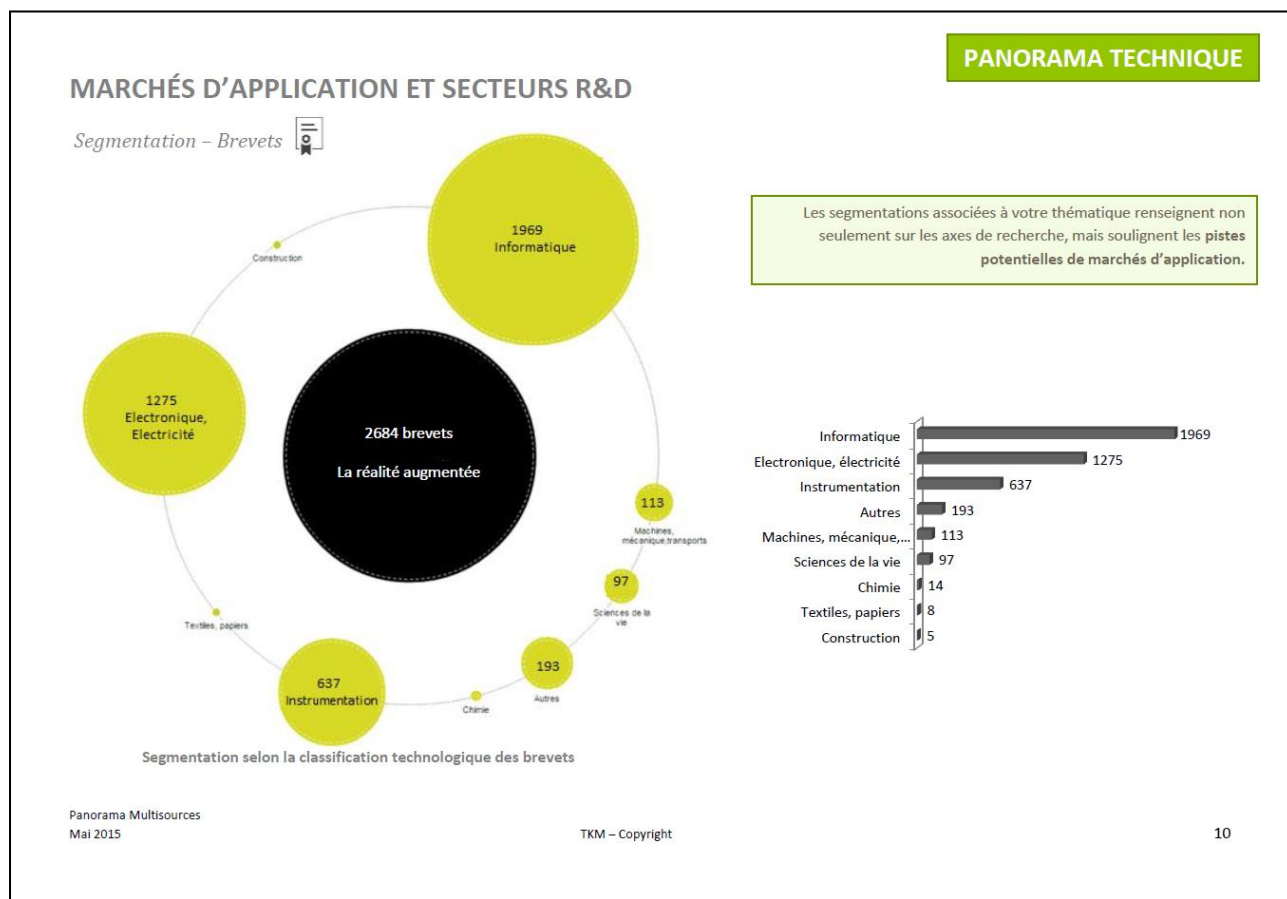 PANORAMA TECHNIQUE
MARCHÉS D’APPLICATION ET SECTEURS R&D
Segmentation – Brevets
1969
Informatique
Construction
1275
Electronique,
Electricité
2684 brevets
La réalité augmentée
113
Machines,
mécanique,transports
97
Sciences de la
vie
Textiles, papiers
637
Instrumentation
193
Autres
Chimie
Segmentation selon la classification technologique des brevets
Les segmentations associées à votre thématique renseignent non
seulement sur les axes de recherche, mais soulignent les pistes
potentielles de marchés d’application.
Informatique 1969
Electronique, électricité 1275
Instrumentation 637
Autres 193
Machines, mécanique,... 113
Sciences de la vie 97
Chimie 14
Textiles, papiers 8
Construction 5
Panorama Multisources
Mai 2015
TKM – Copyright
10